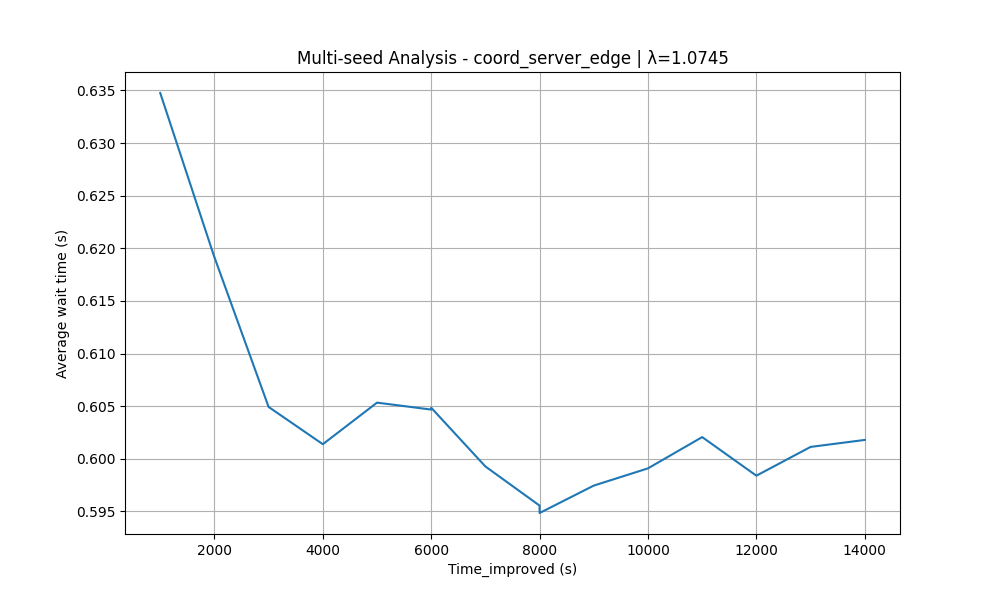 Multi-seed Analysis - coord_server_edge | λ=1.0745
Average wait time (s)
0.635
0.630
0.625
0.620
0.615
0.610
0.605
0.600
0.595
2000 4000 6000 8000 10000 12000 14000
Time_improved (s)